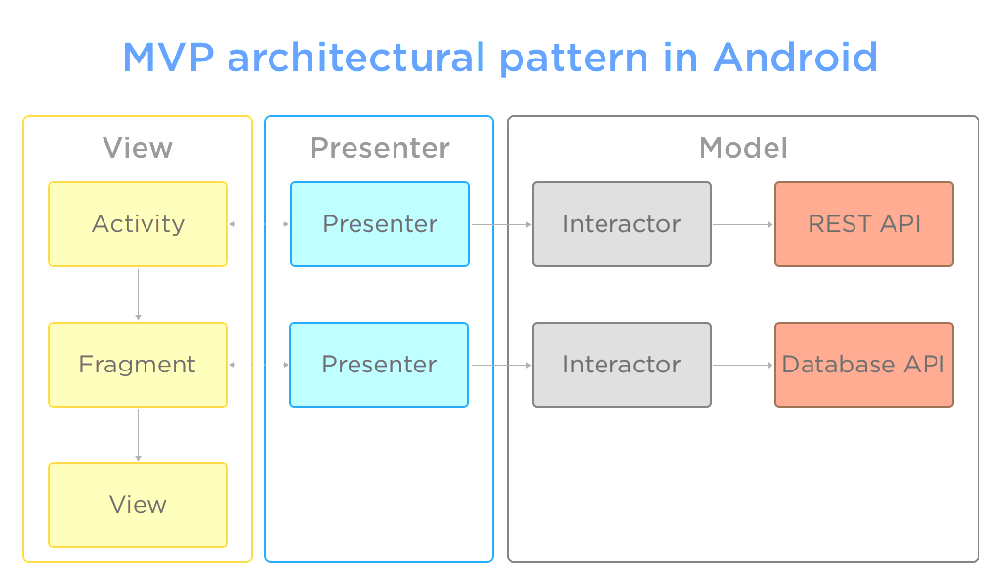 MVP architectural pattern in Android
View
Presenter
Model
Activity
Presenter
Interactor
REST API
Fragment
Presenter
Interactor
Database API
View